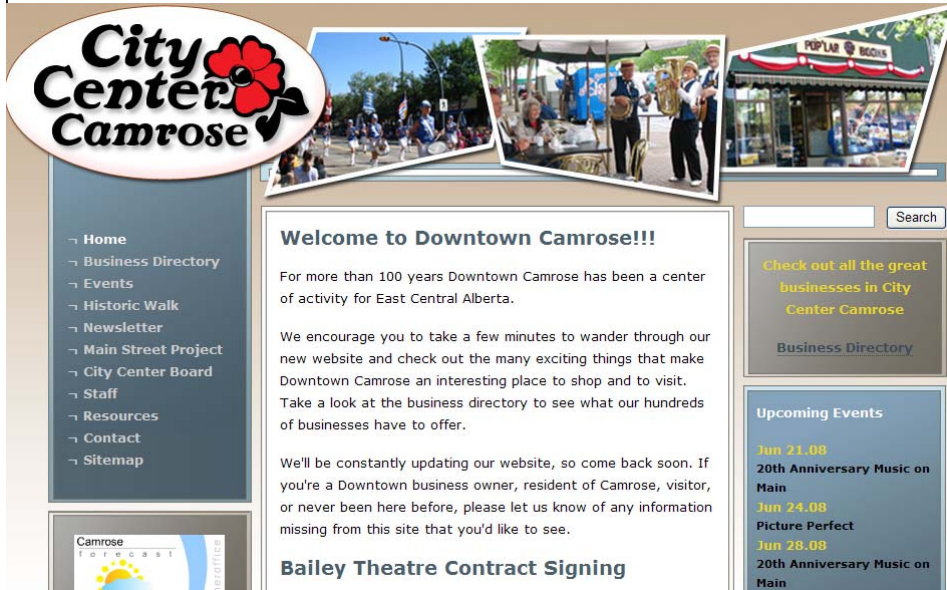 City
Center
Camrose
POP'LAR BOOKS
Search
¬ Home
¬ Business Directory
¬ Events
¬ Historic Walk
¬ Newsletter
¬ Main Street Project
¬ City Center Board
¬ Staff
¬ Resources
¬ Contact
¬ Sitemap
Camrose
forecast
Welcome to Downtown Camrose!!!
For more than 100 years Downtown Camrose has been a center
of activity for East Central Alberta.
We encourage you to take a few minutes to wander through our
new website and check out the many exciting things that make
Downtown Camrose an interesting place to shop and to visit.
Take a look at the business directory to see what our hundreds
of businesses have to offer.
We'll be constantly updating our website, so come back soon. If
you're a Downtown business owner, resident of Camrose, visitor,
or never been here before, please let us know of any information
missing from this site that you'd like to see.
Bailey Theatre Contract Signing
Check out all the great
businesses in City
Center Camrose
Business Directory
Upcoming Events
Jun 21.08
20th Anniversary Music on
Main
Jun 24.08
Picture Perfect
Jun 28.08
20th Anniversary Music on
Main